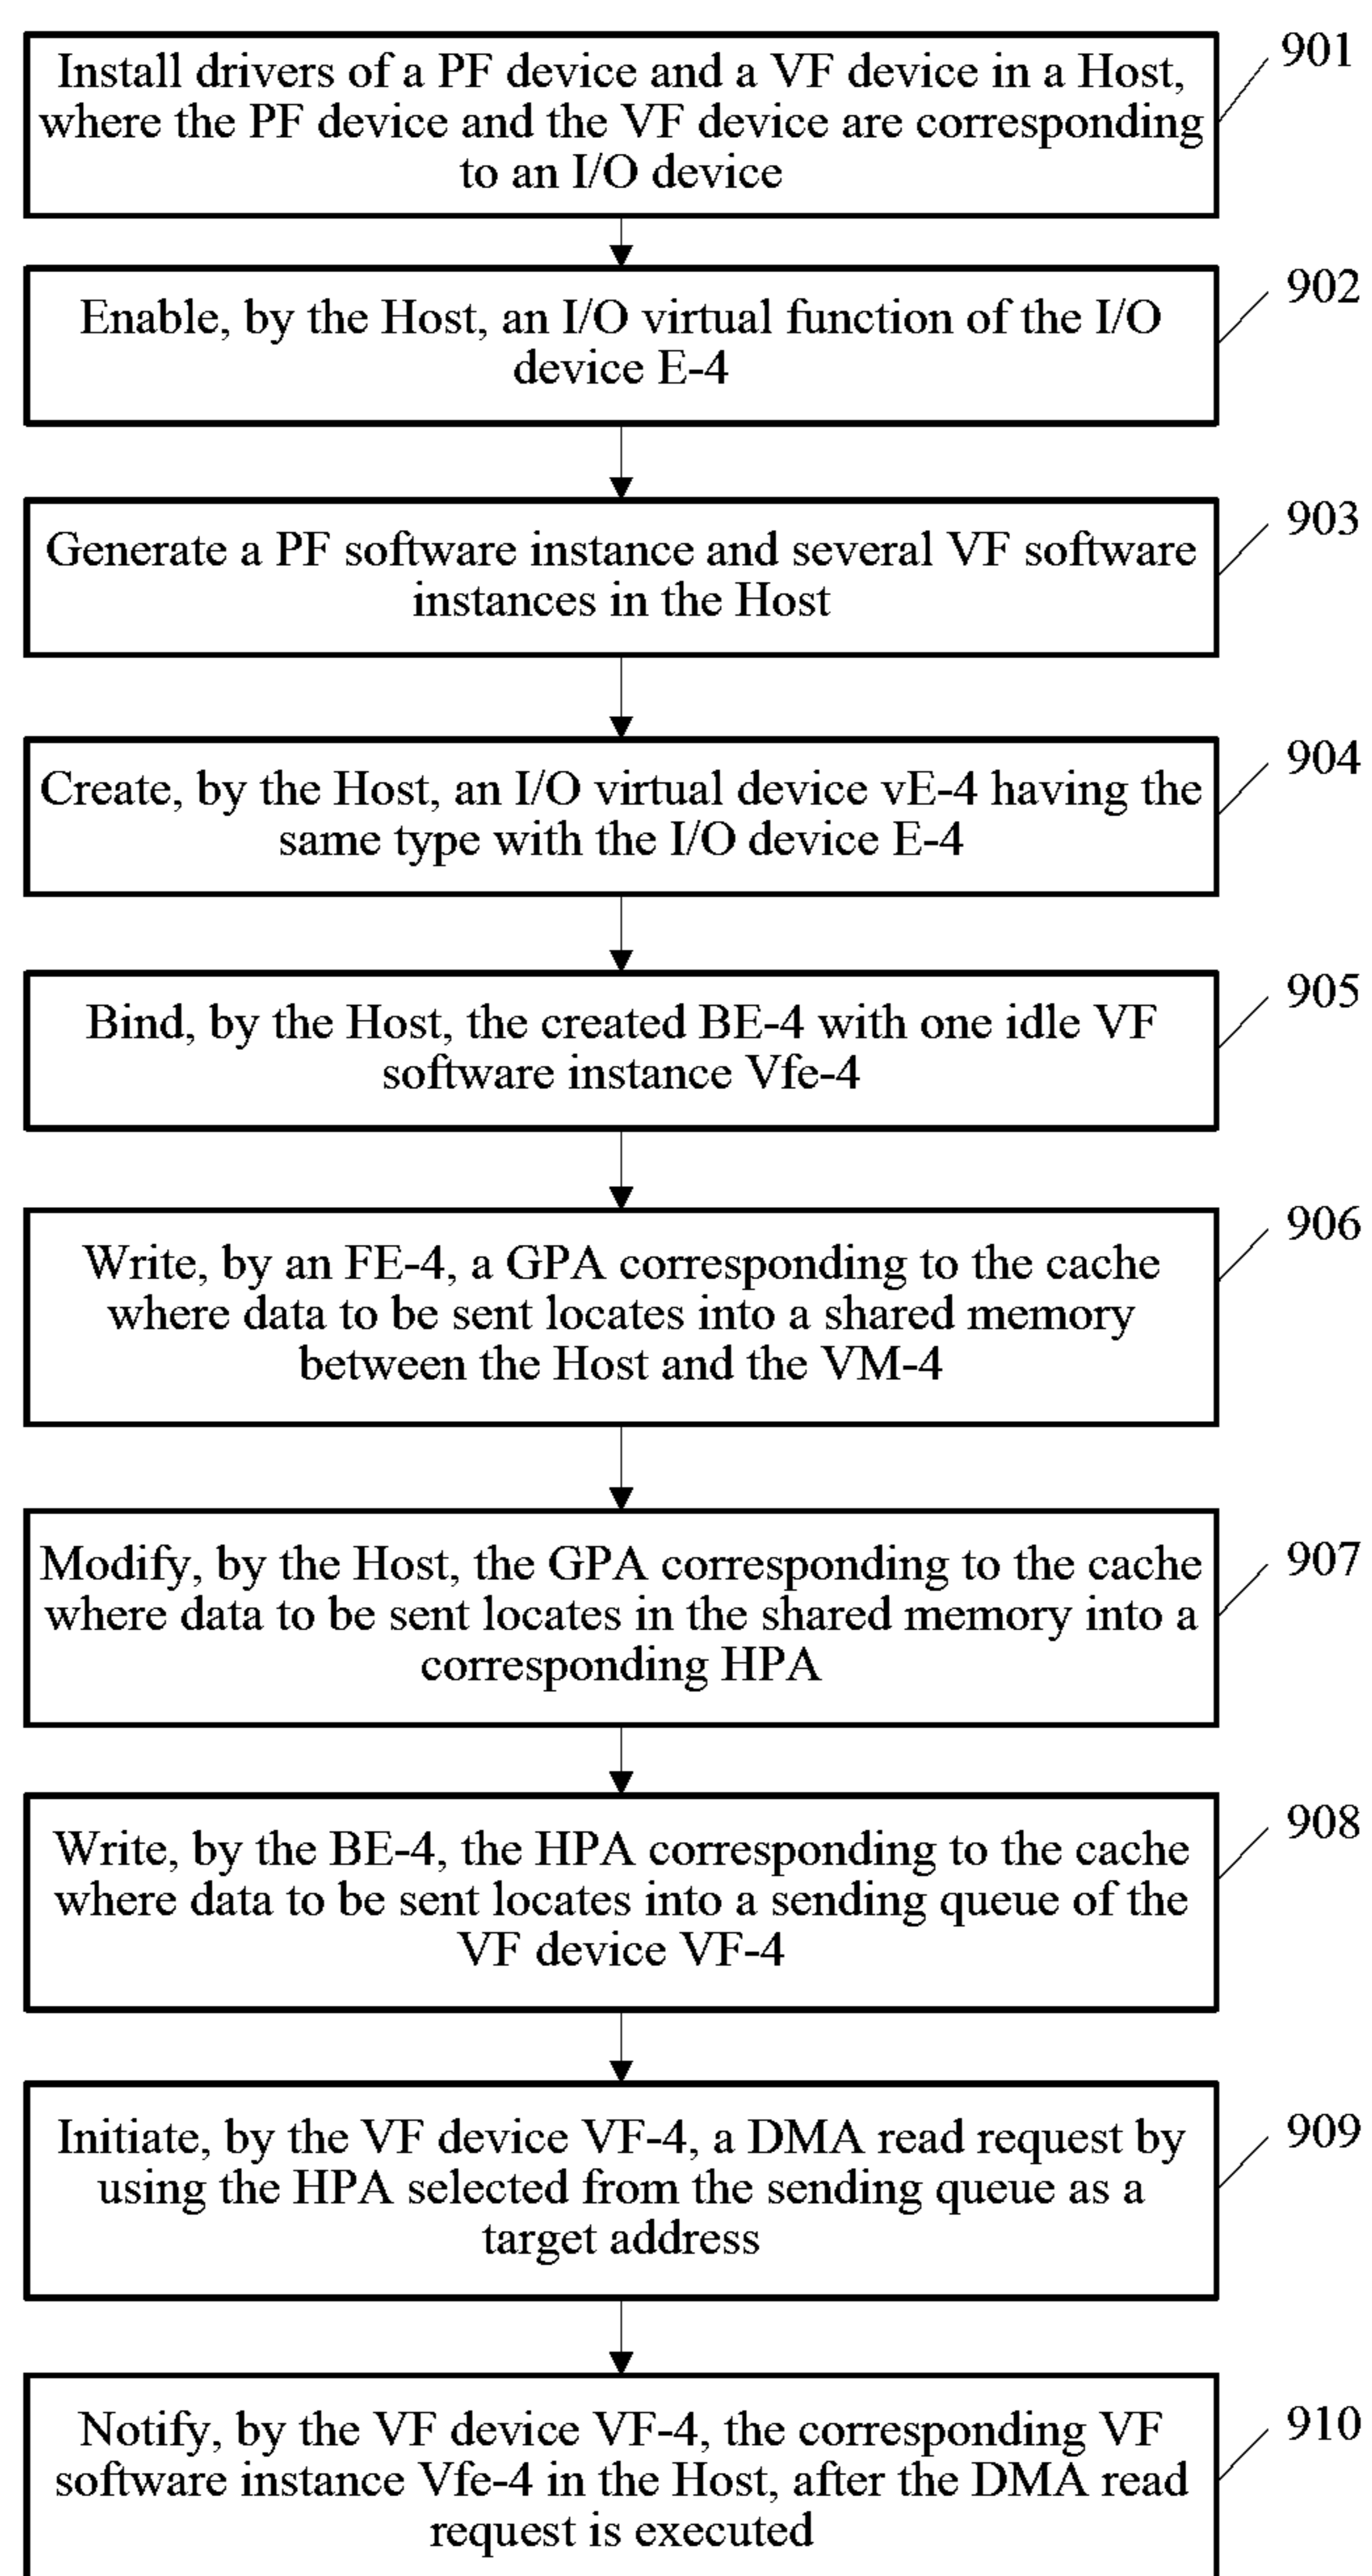 901
Install drivers of a PF device and a VF device in a Host,
where the PF device and the VF device are corresponding
to an I/O device
902
Enable, by the Host, an I/O virtual function of the I/O
device E-4
903
Generate a PF software instance and several VF software
instances in the Host
904
Create, by the Host, an I/O virtual device vE-4 having the
same type with the I/O device E-4
905
Bind, by the Host, the created BE-4 with one idle VF
software instance Vfe-4
906
Write, by an FE-4, a GPA corresponding to the cache
where data to be sent locates into a shared memory
between the Host and the VM-4
907
Modify, by the Host, the GPA corresponding to the cache
where data to be sent locates in the shared memory into a
corresponding HPA
908
Write, by the BE-4, the HPA corresponding to the cache
where data to be sent locates into a sending queue of the
VF device VF-4
909
Initiate, by the VF device VF-4, a DMA read request by
using the HPA selected from the sending queue as a
target address
910
Notify, by the VF device VF-4, the corresponding VF
software instance Vfe-4 in the Host, after the DMA read
request is executed